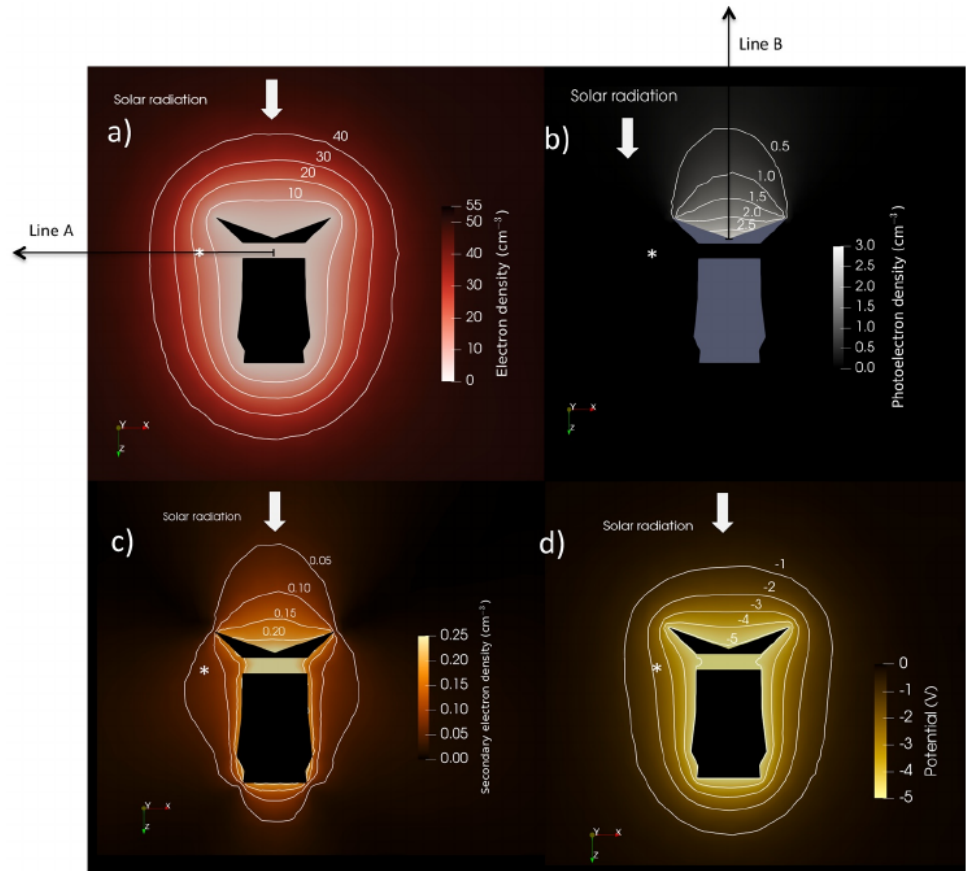 Line B
Line A
a)
Solar radiation
40
30
20
10
55
50
40
30
20
10
0
Electron density (cm⁻³)
Y x
z
b)
Solar radiation
0.5
1.0
1.5
2.0
2.5
3.0
2.5
2.0
1.5
1.0
0.5
0.0
Photoelectron density (cm⁻³)
Y x
z
c)
Solar radiation
0.05
0.10
0.15
0.20
0.25
0.20
0.15
0.10
0.05
0.00
Secondary electron density (cm⁻³)
Y x
z
d)
Solar radiation
-1
-2
-3
-4
-5
0
-1
-2
-3
-4
-5
Potential (V)
Y x
z